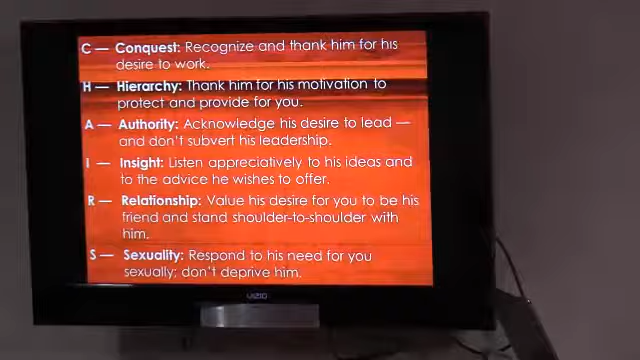 C — Conquest: Recognize and thank him for his
desire to work.
H — Hierarchy: Thank him for his motivation to
protect and provide for you.
A — Authority: Acknowledge his desire to lead —
and don't subvert his leadership.
I — Insight: Listen appreciatively to his ideas and
to the advice he wishes to offer.
R — Relationship: Value his desire for you to be his
friend and stand shoulder-to-shoulder with
him.
S — Sexuality: Respond to his need for you
sexually; don't deprive him.
VIZIO